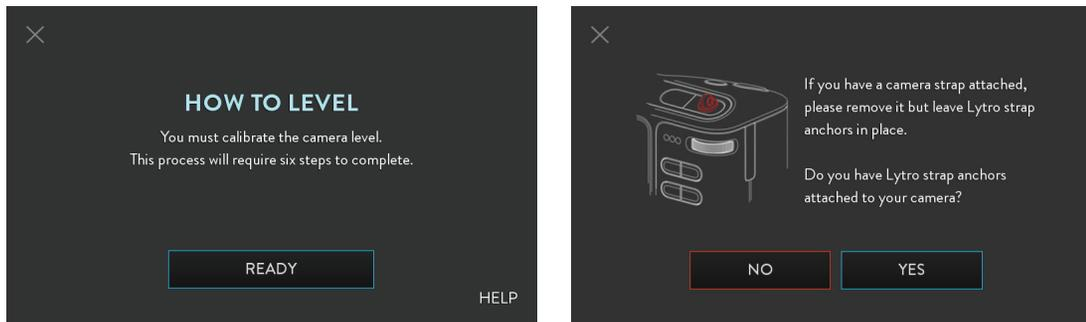 HOW TO LEVEL
You must calibrate the camera level.
This process will require six steps to complete.
READY
HELP
If you have a camera strap attached,
please remove it but leave Lytro strap
anchors in place.
Do you have Lytro strap anchors
attached to your camera?
NO
YES